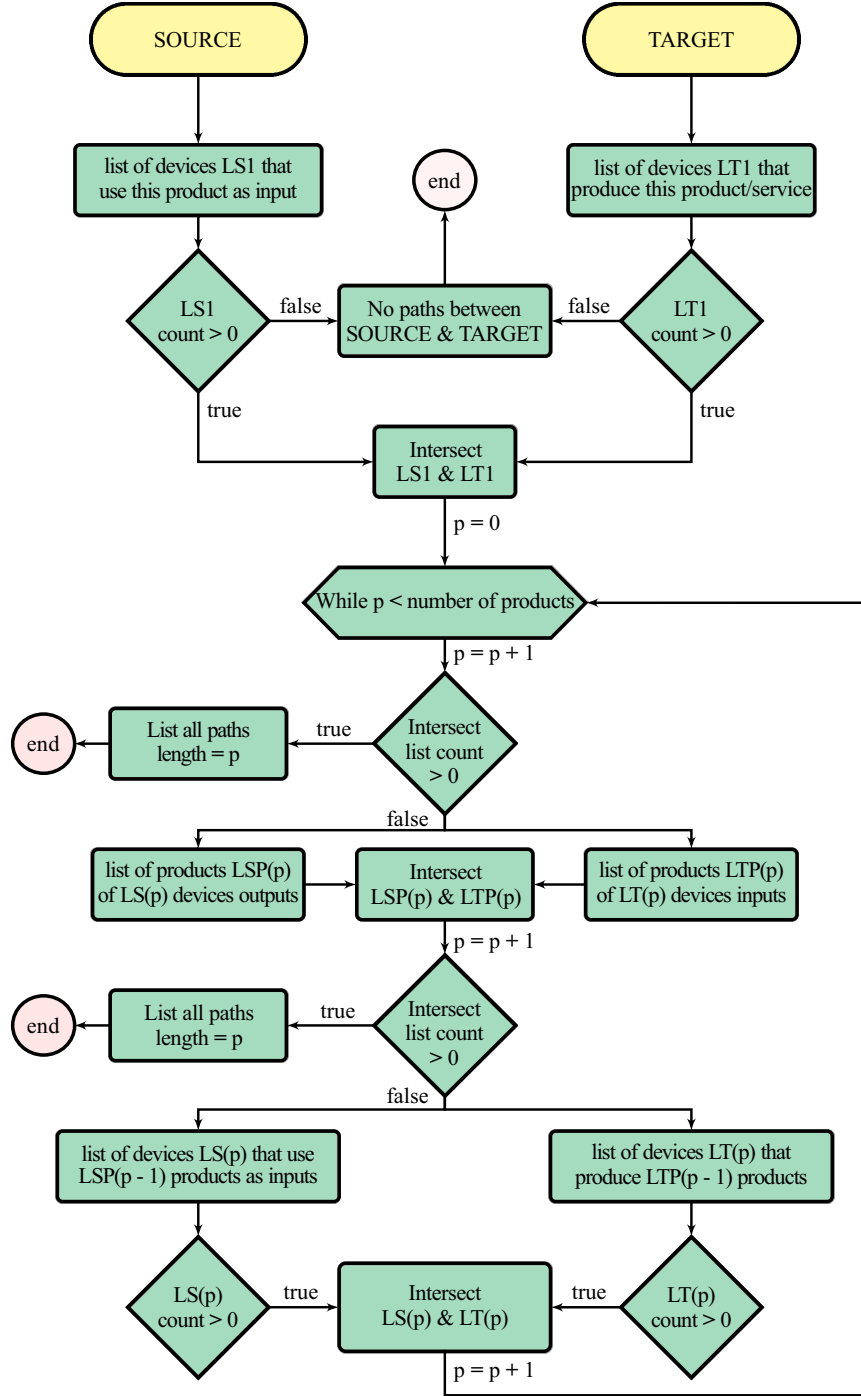 SOURCE
TARGET
list of devices LS1 that
use this product as input
end
list of devices LT1 that
produce this product/service
LS1
count > 0
false
No paths between
SOURCE & TARGET
false
LT1
count > 0
true
true
Intersect
LS1 & LT1
p = 0
While p < number of products
p = p + 1
end
List all paths
length = p
true
Intersect
list count
> 0
false
list of products LSP(p)
of LS(p) devices outputs
Intersect
LSP(p) & LTP(p)
list of products LTP(p)
of LT(p) devices inputs
p = p + 1
end
List all paths
length = p
true
Intersect
list count
> 0
false
list of devices LS(p) that use
LSP(p - 1) products as inputs
list of devices LT(p) that
produce LTP(p - 1) products
LS(p)
count > 0
true
Intersect
LS(p) & LT(p)
true
LT(p)
count > 0
p = p + 1